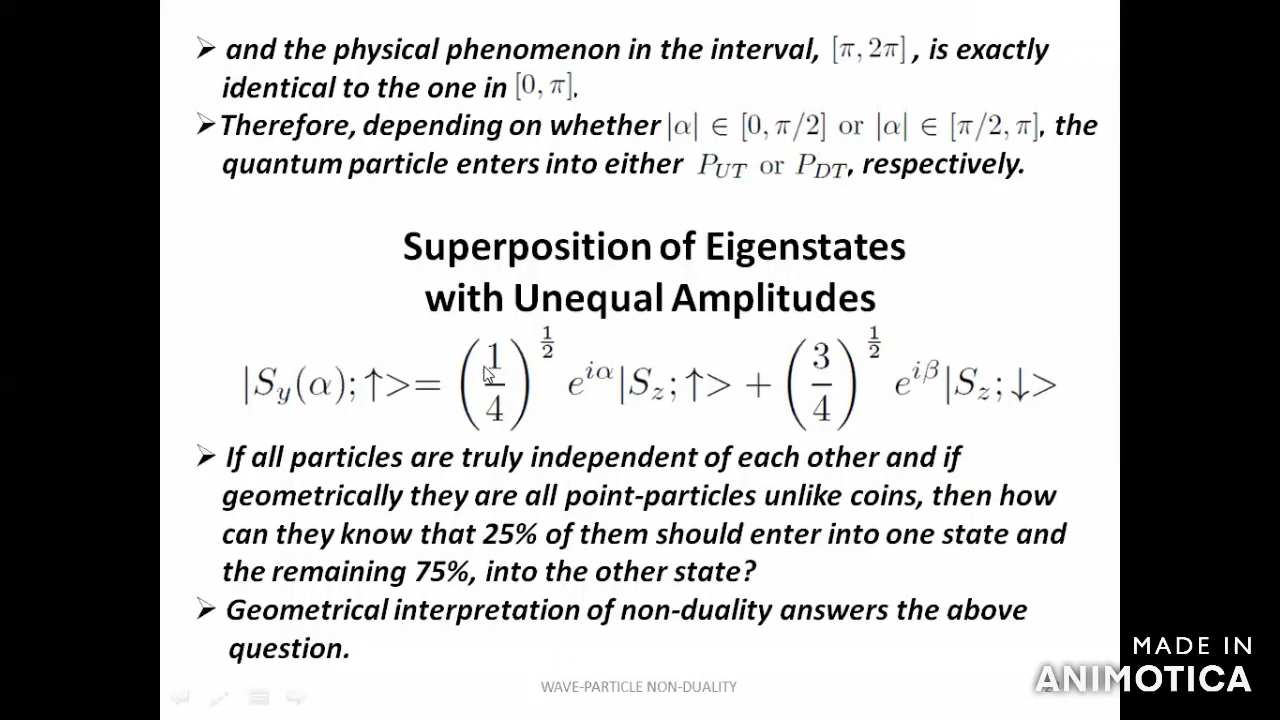 ➢ and the physical phenomenon in the interval, [π, 2π] , is exactly
identical to the one in [0, π].
➢ Therefore, depending on whether |α| ∈ [0, π/2] or |α| ∈ [π/2, π], the
quantum particle enters into either P_{UT} or P_{DT}, respectively.
Superposition of Eigenstates
with Unequal Amplitudes
|S_y(α); ↑> = (1/4)^{1/2} e^{iα}|S_z; ↑> + (3/4)^{1/2} e^{iβ}|S_z; ↓>
➢ If all particles are truly independent of each other and if
geometrically they are all point-particles unlike coins, then how
can they know that 25% of them should enter into one state and
the remaining 75%, into the other state?
➢ Geometrical interpretation of non-duality answers the above
question.
WAVE-PARTICLE NON-DUALITY
MADE IN
ANIMOTICA